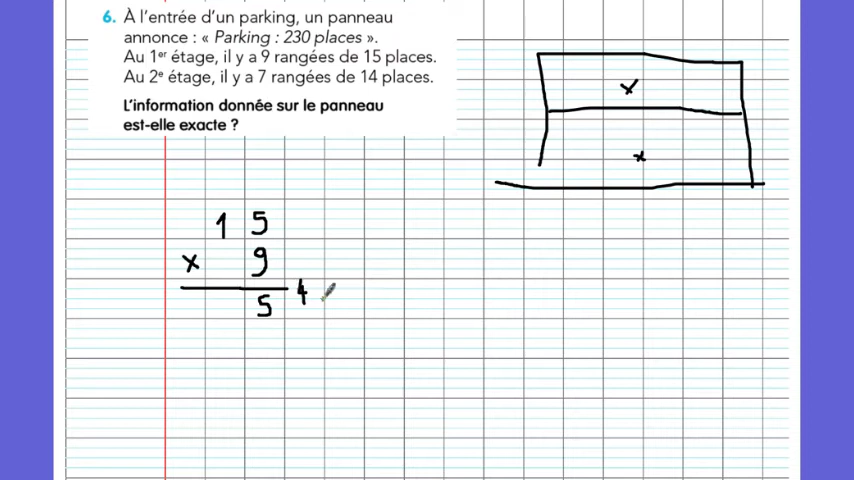 6. À l'entrée d'un parking, un panneau
annonce : « Parking : 230 places ».
Au 1er étage, il y a 9 rangées de 15 places.
Au 2e étage, il y a 7 rangées de 14 places.
L'information donnée sur le panneau
est-elle exacte ?
x
x
1 5
x 9
5 4